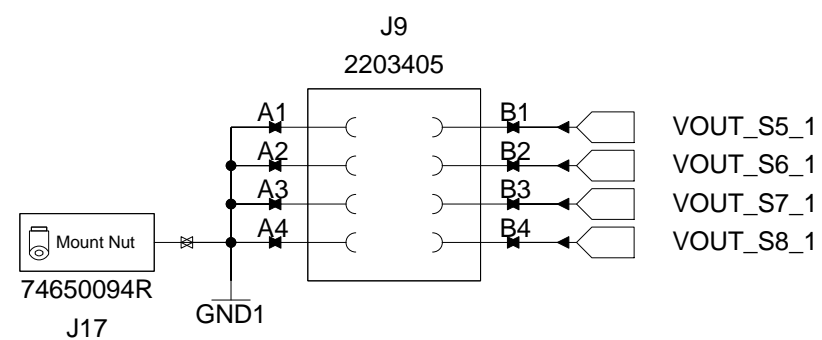 J9
2203405
A1 B1 VOUT_S5_1
A2 B2 VOUT_S6_1
A3 B3 VOUT_S7_1
A4 B4 VOUT_S8_1
Mount Nut
74650094R
J17
GND1